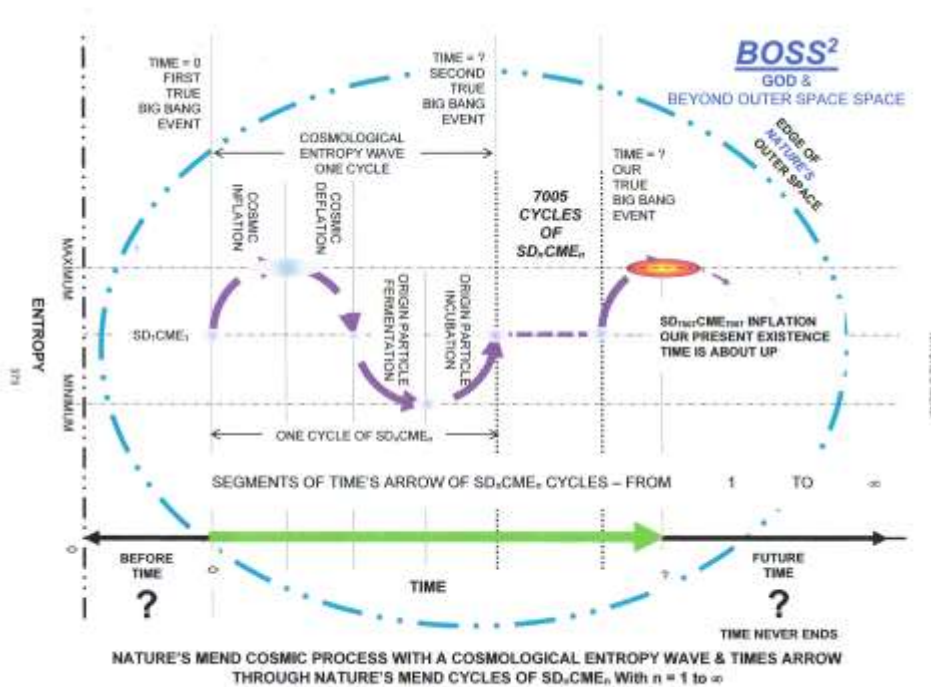 BOSS²
GOD &
BEYOND OUTER SPACE SPACE
TIME = 0
FIRST
TRUE
BIG BANG
EVENT
TIME = ?
SECOND
TRUE
BIG BANG
EVENT
EDGE OF
NATURE'S
OUTER SPACE
COSMOLOGICAL
ENTROPY WAVE
ONE CYCLE
TIME = ?
OUR
TRUE
BIG BANG
EVENT
COSMIC
INFLATION
COSMIC
DEFLATION
7005
CYCLES
OF
SDₙCMEₙ
MAXIMUM
ENTROPY
MINIMUM
SD₁CME₁
ORIGIN PARTICLE
FERMENTATION
ORIGIN PARTICLE
INCUBATION
INFLATION
OUR PRESENT EXISTENCE
TIME IS ABOUT UP
ONE CYCLE OF SDₙCMEₙ
SEGMENTS OF TIME'S ARROW OF SDₙCMEₙ CYCLES – FROM 1 TO ∞
0
BEFORE
TIME
?
0
TIME
?
FUTURE
TIME
?
TIME NEVER ENDS
NATURE'S MEND COSMIC PROCESS WITH A COSMOLOGICAL ENTROPY WAVE & TIMES ARROW
THROUGH NATURE'S MEND CYCLES OF SDₙCMEₙ With n = 1 to ∞